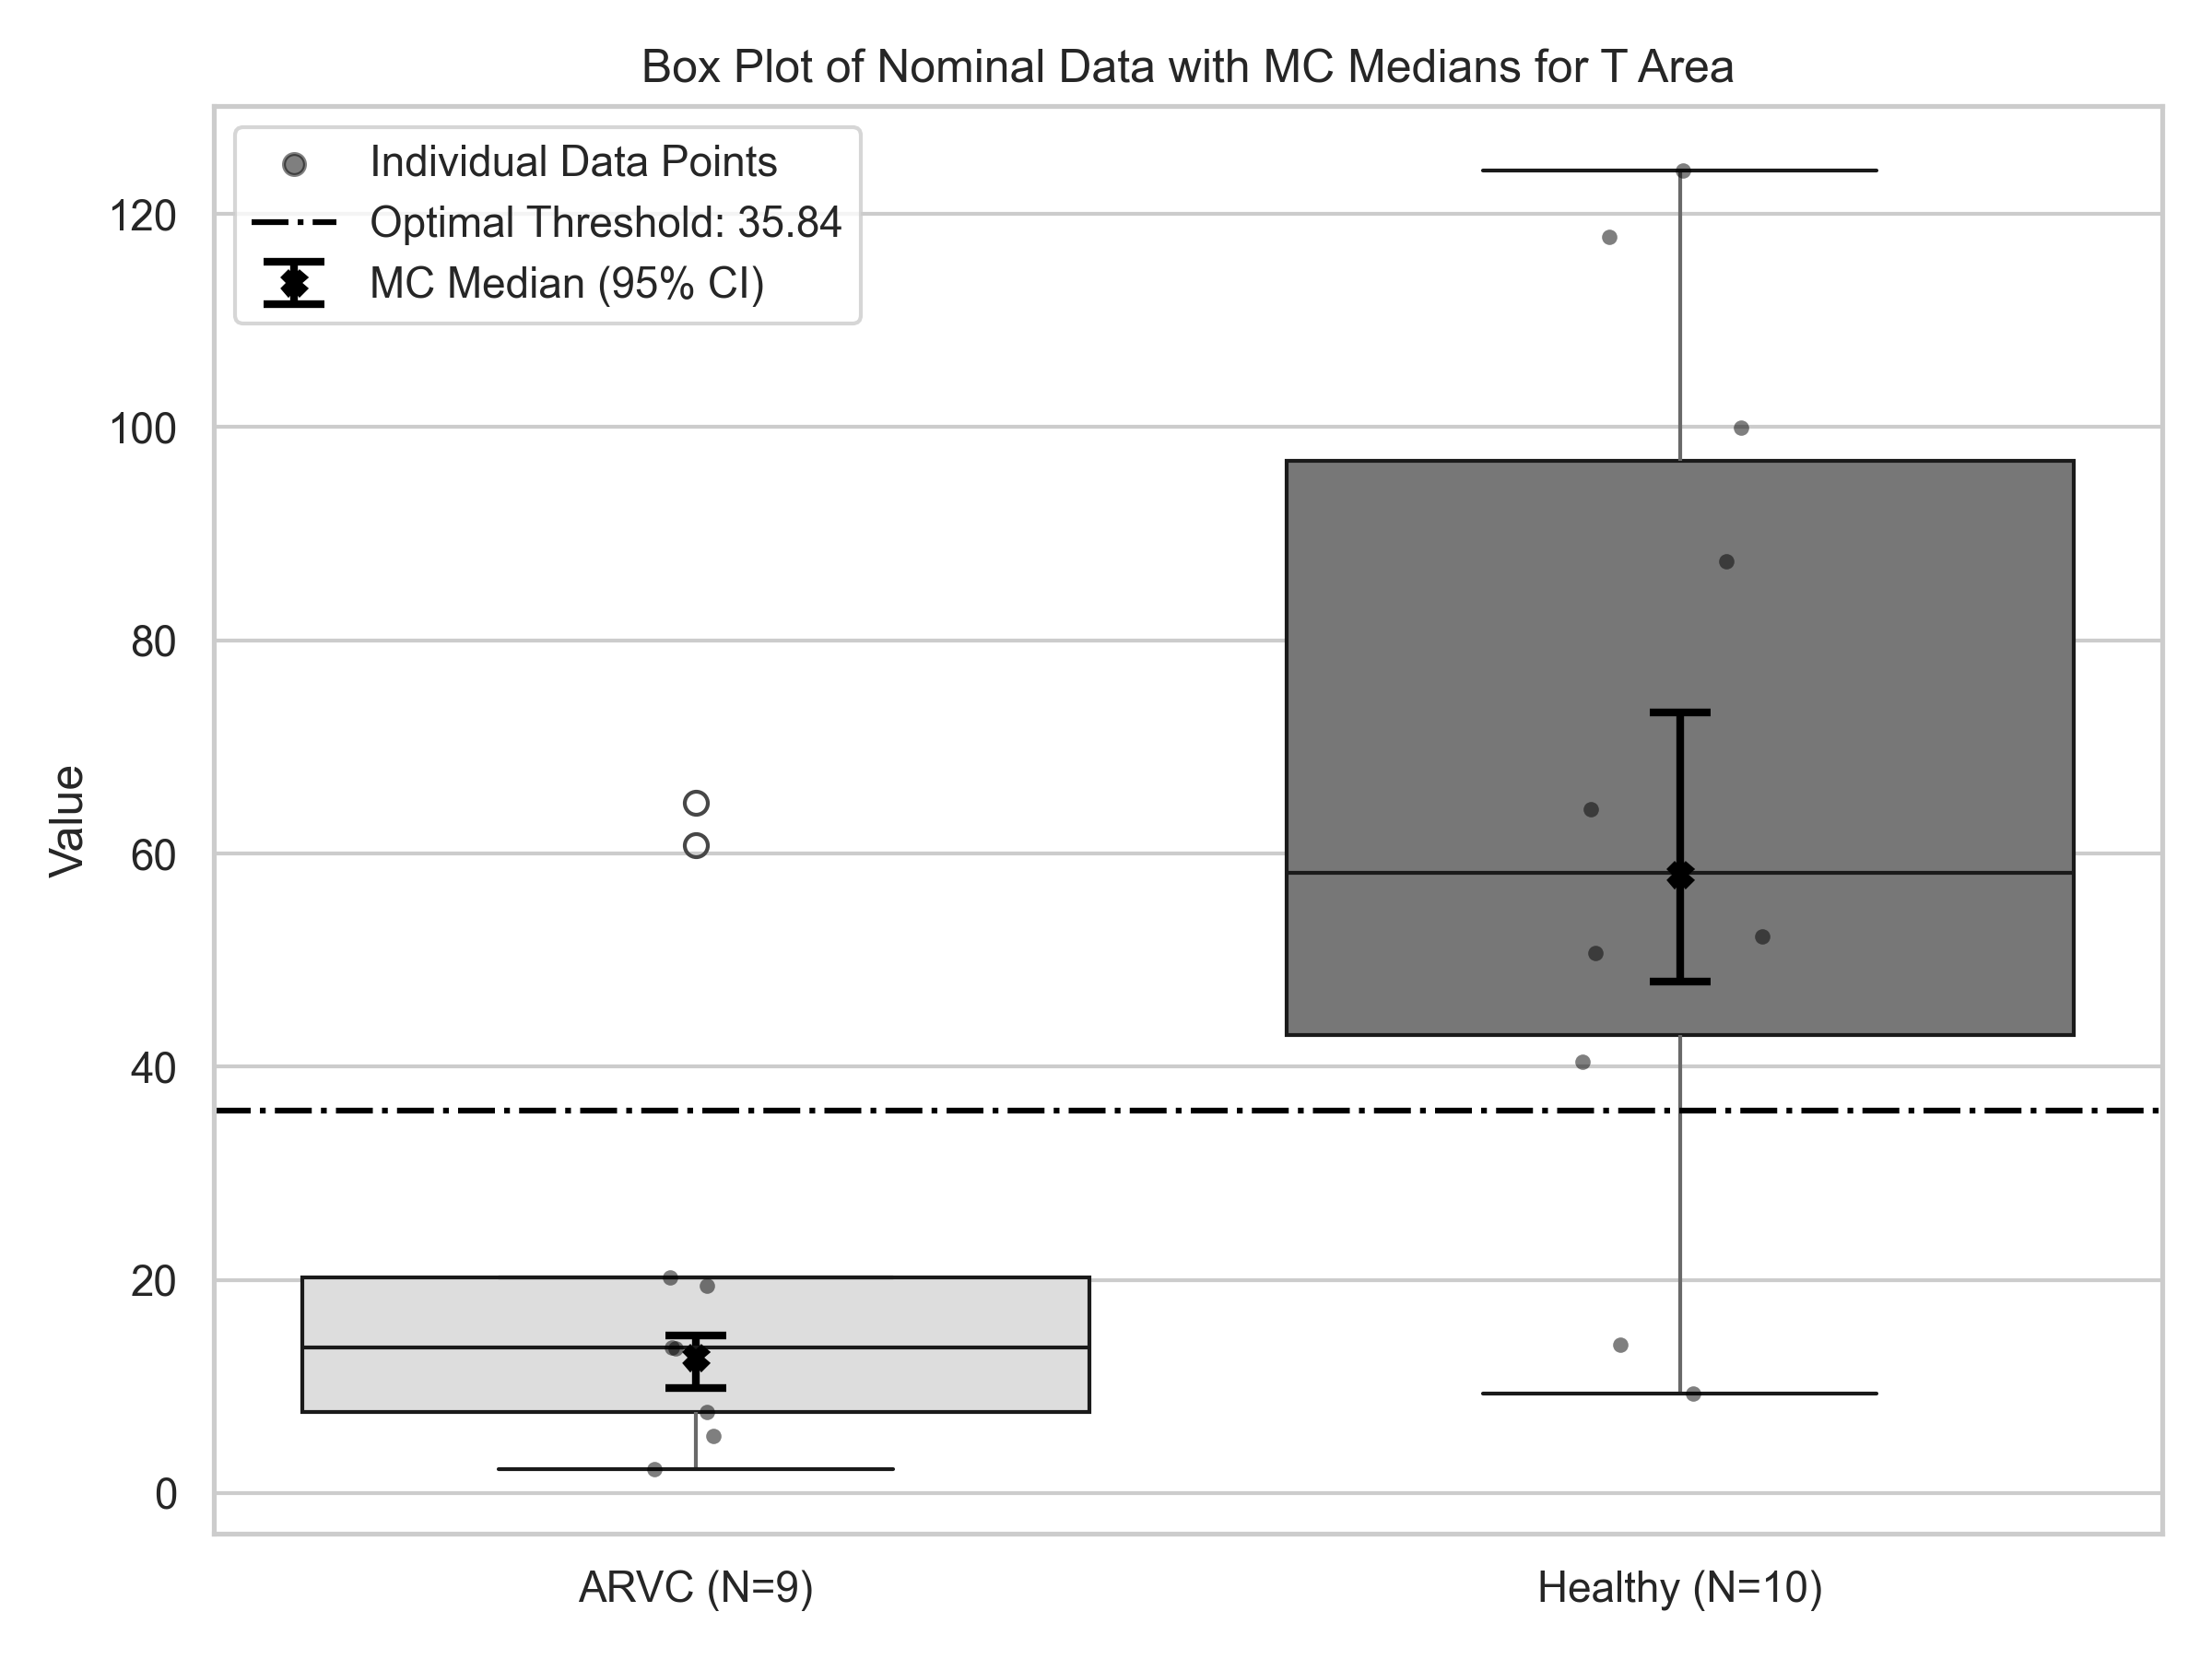 Box Plot of Nominal Data with MC Medians for T Area
Individual Data Points
Optimal Threshold: 35.84
MC Median (95% CI)
Value
120
100
80
60
40
20
0
ARVC (N=9)
Healthy (N=10)